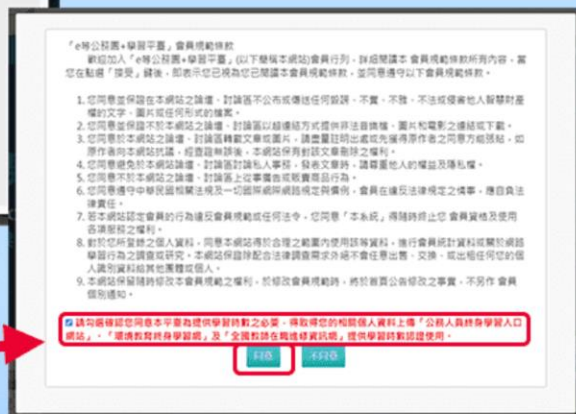 「e等公務園+學習平臺」會員規範條款
歡迎加入「e等公務園+學習平臺」(以下簡稱本網站)會員行列，詳細閱讀本 會員規範條款所有內容，當
您在點選「接受」鍵後，即表示您已視為您已閱讀本會員規範條款，並同意遵守以下會員規範條款。
1. 您同意並保證在本網站之論壇、討論區不公布或傳送任何毀謗、不實、不雅、不法或侵害他人智慧財產
權的文字、圖片或任何形式的檔案。
2. 您同意並保證不於本網站之論壇、討論區以超連結方式提供非法音樂檔、圖片和電影之連結或下載。
3. 您同意於本網站之論壇、討論區轉載文章或圖片，請盡量註明出處或先獲得原作者之同意方能張貼，如
原作者向本網站抗議，經查證無誤後，本網站保有對該文章刪除之權利。
4. 您同意避免於本網站論壇、討論區討論私人事務，發表文章時，請尊重他人的權益及隱私權。
5. 您同意不於本網站之論壇、討論區上從事廣告或販賣商品行為。
6. 您同意遵守中華民國相關法規及一切國際網際網路規定與慣例，會員在違反法律規定之情事，應自負法
律責任。
7. 若本網站認定會員的行為違反會員規範或任何法令，您同意「本系統」得隨時終止您 會員資格及使用
各項服務之權利。
8. 對於您所登錄之個人資料，同意本網站得於合理之範圍內使用該等資料，進行會員統計資料或關於網路
學習行為之調查或研究。本網站保證除配合法律調查需求外絕不會任意出售、交換、或出租任何您的個
人識別資料給其他團體或個人。
9. 本網站保留隨時修改本會員規範之權利，於修改會員規範時，將於首頁公告修改之事實，不另作 會員
個別通知。
請勾選確認您同意本平臺為提供學習時數之必要，得取得您的相關個人資料上傳「公務人員終身學習入口
網站」、「環境教育終身學習網」及「全國教師在職進修資訊網」提供學習時數認證使用。
同意 不同意